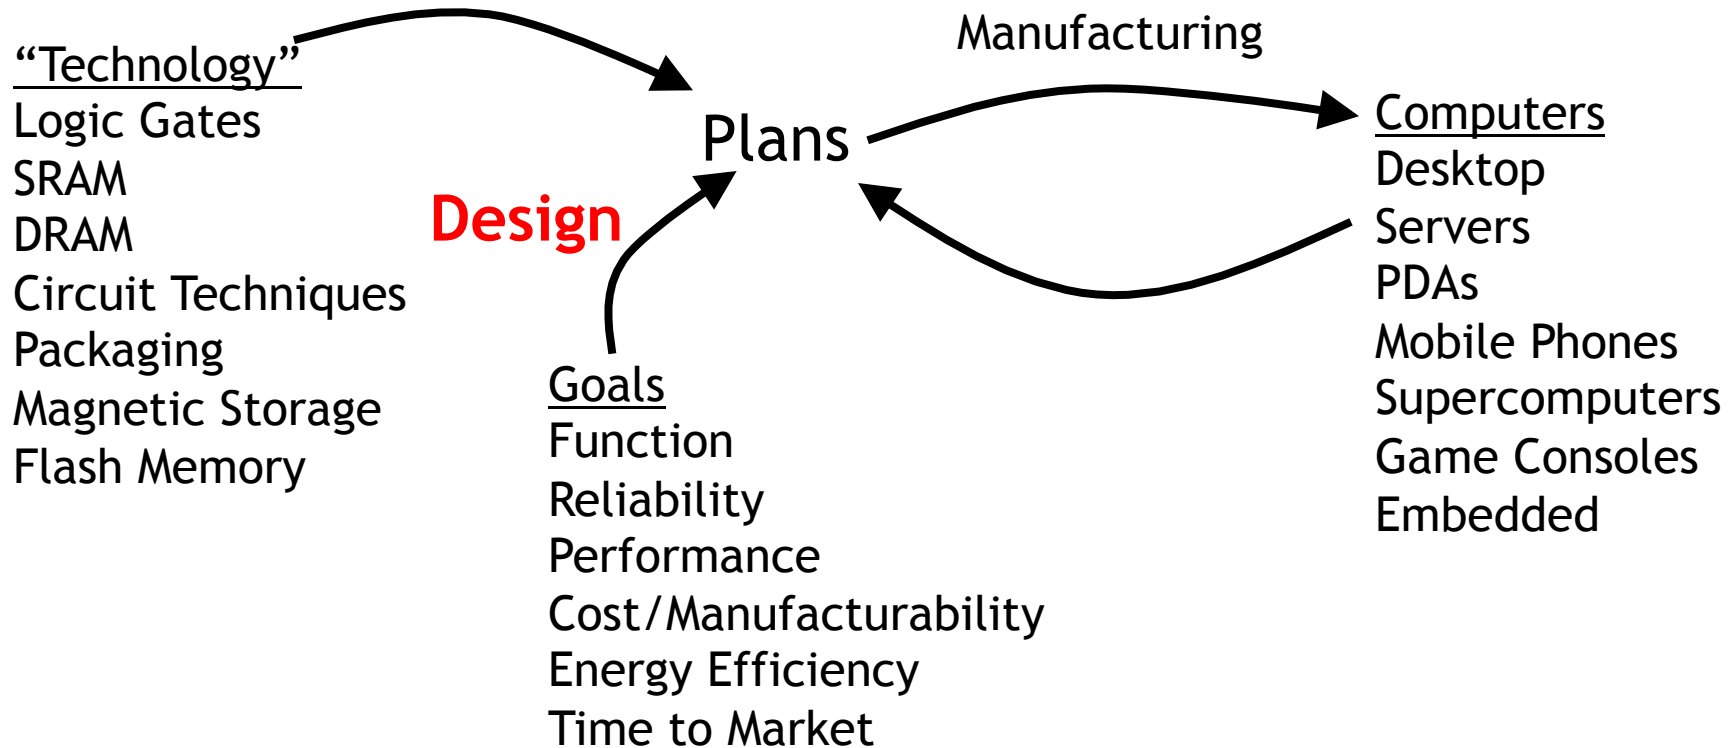 “Technology”
Logic Gates
SRAM
DRAM
Circuit Techniques
Packaging
Magnetic Storage
Flash Memory
Design
Plans
Goals
Function
Reliability
Performance
Cost/Manufacturability
Energy Efficiency
Time to Market
Manufacturing
Computers
Desktop
Servers
PDAs
Mobile Phones
Supercomputers
Game Consoles
Embedded